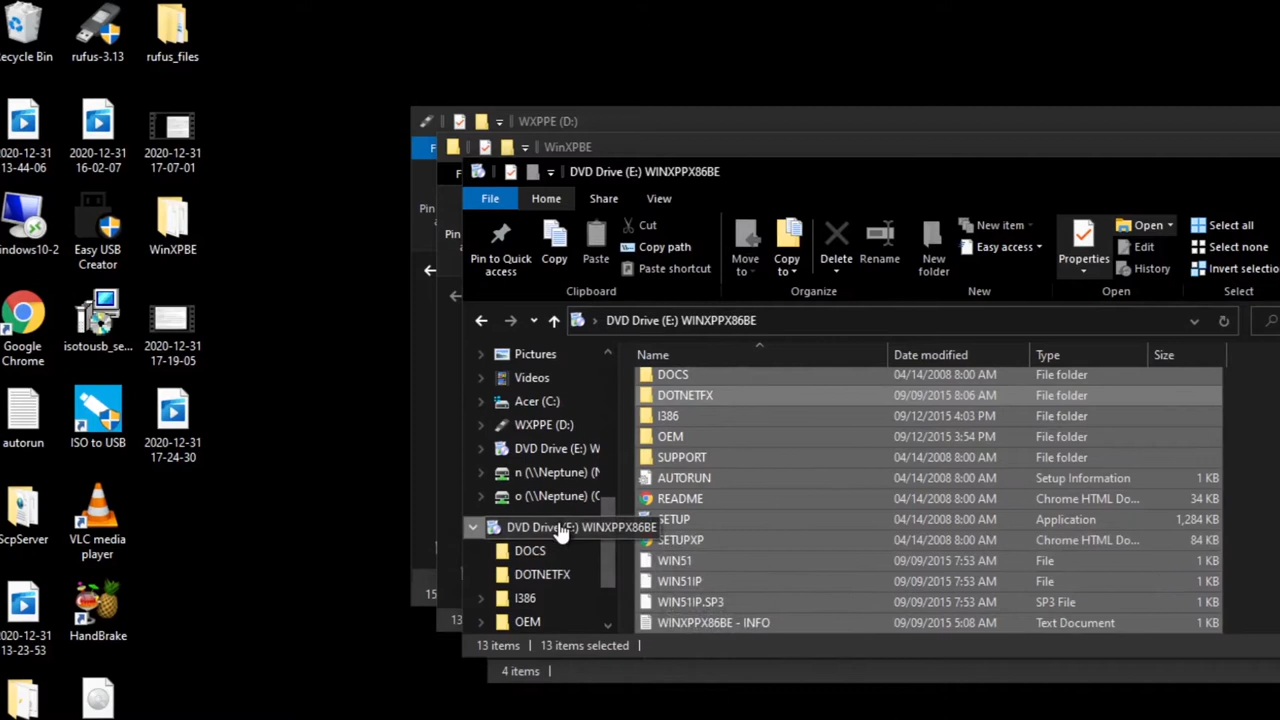 Recycle Bin
rufus-3.13
rufus_files
2020-12-31
13-44-06
2020-12-31
16-02-07
2020-12-31
17-07-01
indows10-2
Easy USB
Creator
WinXPBE
Google
Chrome
isotousb_se...
2020-12-31
17-19-05
autorun
ISO to USB
2020-12-31
17-24-30
ScpServer
VLC media
player
2020-12-31
13-23-53
HandBrake
WXPPE (D:)
F
WinXPBE
F
Pin
Pin
a
DVD Drive (E:) WINXPPX86BE
File
Home
Share
View
Pin to Quick
access
Copy
Paste
Cut
Copy path
Paste shortcut
Clipboard
Move
to
Copy
to
Delete
Rename
Organize
New
folder
New item
Easy access
New
Properties
Open
Edit
History
Open
Select all
Select none
Invert selectio
Select
DVD Drive (E:) WINXPPX86BE
Pictures
Videos
Acer (C:)
WXPPE (D:)
DVD Drive (E:) W
n (\\Neptune) (N
o (\\Neptune) (O
DVD Drive (E:) WINXPPX86BE
DOCS
DOTNETFX
I386
OEM
Name Date modified Type Size
DOCS 04/14/2008 8:00 AM File folder
DOTNETFX 09/09/2015 8:06 AM File folder
I386 09/12/2015 4:03 PM File folder
OEM 09/12/2015 3:54 PM File folder
SUPPORT 04/14/2008 8:00 AM File folder
AUTORUN 04/14/2008 8:00 AM Setup Information 1 KB
README 04/14/2008 8:00 AM Chrome HTML Do... 34 KB
SETUP 04/14/2008 8:00 AM Application 1,284 KB
SETUPXP 04/14/2008 8:00 AM Chrome HTML Do... 84 KB
WIN51 09/09/2015 7:53 AM File 1 KB
WIN51IP 09/09/2015 7:53 AM File 1 KB
WIN51IP.SP3 09/09/2015 7:53 AM SP3 File 1 KB
WINXPPX86BE - INFO 09/09/2015 5:08 AM Text Document 1 KB
13 items
13 items selected
15
13
4 items